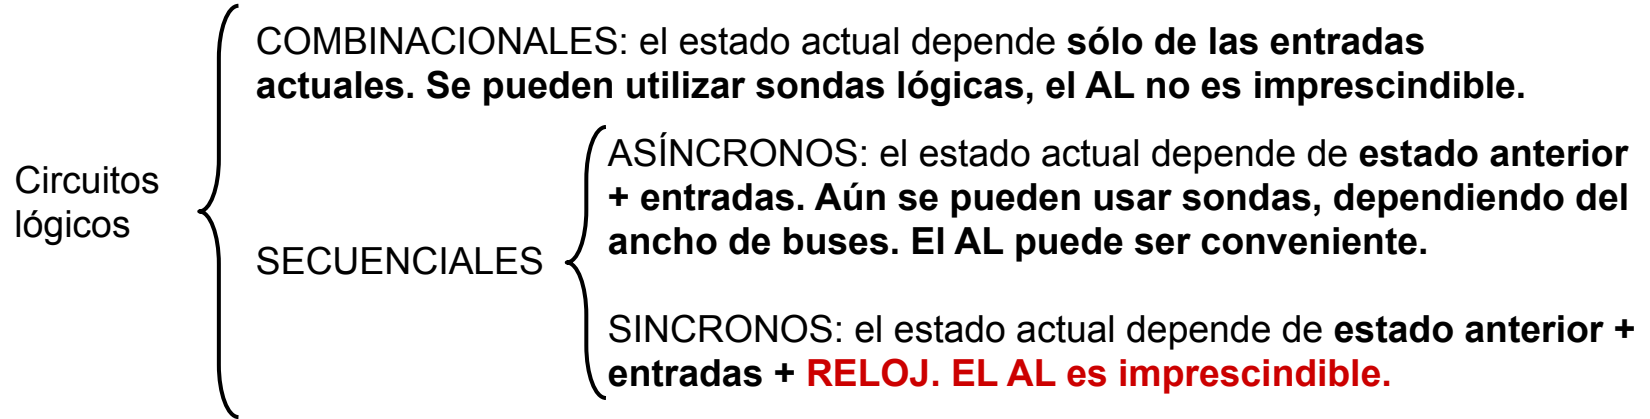 COMBINACIONALES: el estado actual depende sólo de las entradas
actuales. Se pueden utilizar sondas lógicas, el AL no es imprescindible.
Circuitos
lógicos
SECUENCIALES
ASÍNCRONOS: el estado actual depende de estado anterior
+ entradas. Aún se pueden usar sondas, dependiendo del
ancho de buses. El AL puede ser conveniente.
SINCRONOS: el estado actual depende de estado anterior +
entradas + RELOJ. EL AL es imprescindible.